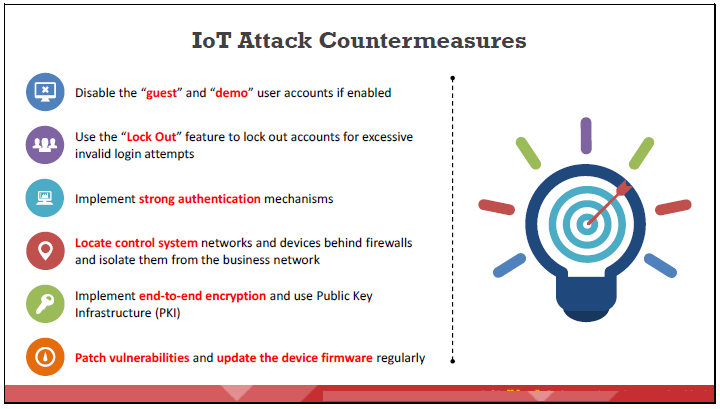 IoT Attack Countermeasures
Disable the “guest” and “demo” user accounts if enabled
Use the “Lock Out” feature to lock out accounts for excessive
invalid login attempts
Implement strong authentication mechanisms
Locate control system networks and devices behind firewalls
and isolate them from the business network
Implement end-to-end encryption and use Public Key
Infrastructure (PKI)
Patch vulnerabilities and update the device firmware regularly